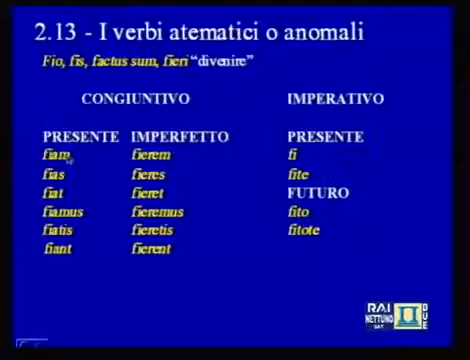 2.13 - I verbi atematici o anomali
Fio, fis, factus sum, fieri “divenire”
CONGIUNTIVO IMPERATIVO
PRESENTE IMPERFETTO PRESENTE
fiam fierem fi
fias fieres fite
fiat fieret FUTURO
fiamus fieremus fito
fiatis fieretis fitote
fiant fierent
RAI
NETTUNO
SAT
DUE